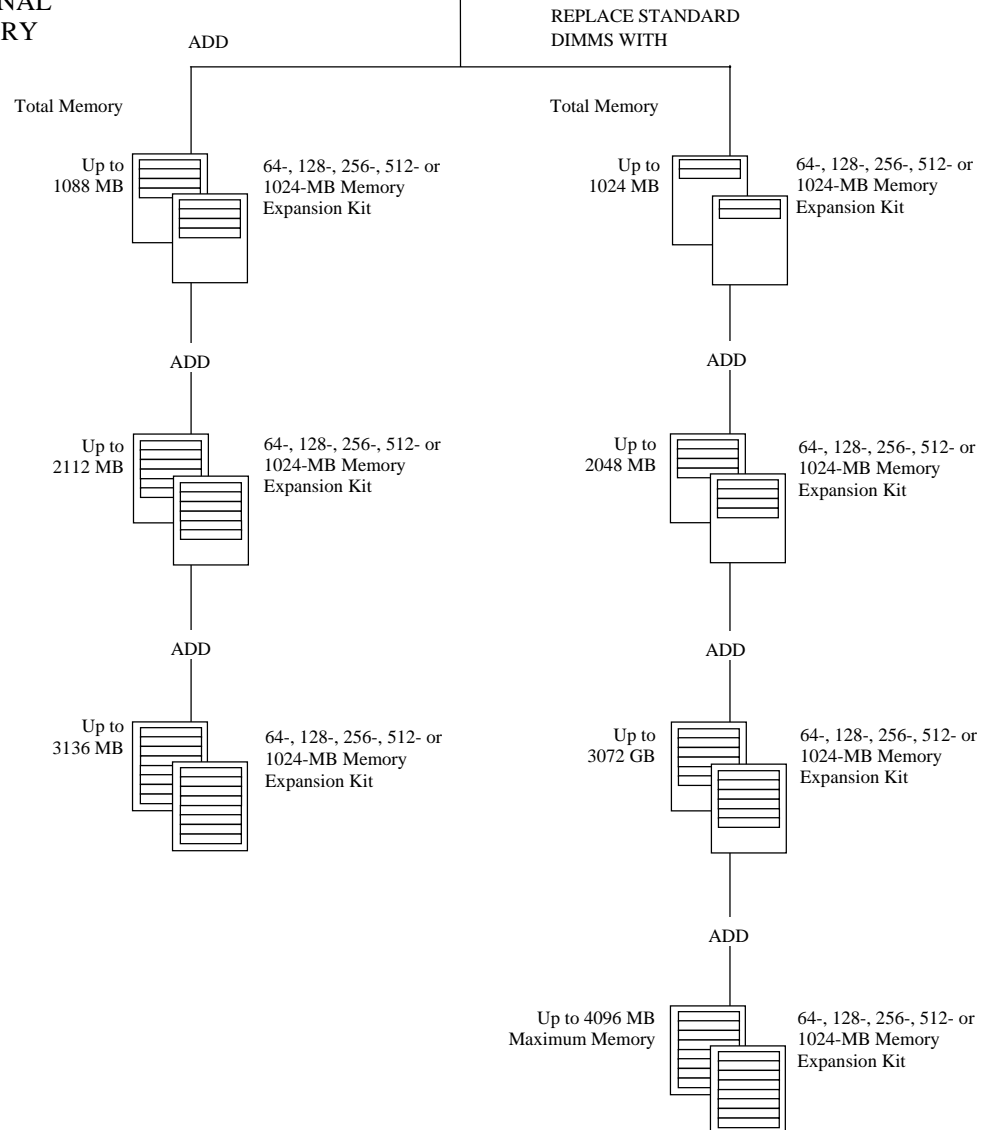 NAL
RY
ADD
REPLACE STANDARD
DIMMS WITH
Total Memory
Total Memory
Up to
1088 MB
64-, 128-, 256-, 512- or
1024-MB Memory
Expansion Kit
Up to
1024 MB
64-, 128-, 256-, 512- or
1024-MB Memory
Expansion Kit
ADD
ADD
Up to
2112 MB
64-, 128-, 256-, 512- or
1024-MB Memory
Expansion Kit
Up to
2048 MB
64-, 128-, 256-, 512- or
1024-MB Memory
Expansion Kit
ADD
ADD
Up to
3136 MB
64-, 128-, 256-, 512- or
1024-MB Memory
Expansion Kit
Up to
3072 GB
64-, 128-, 256-, 512- or
1024-MB Memory
Expansion Kit
ADD
Up to 4096 MB
Maximum Memory
64-, 128-, 256-, 512- or
1024-MB Memory
Expansion Kit